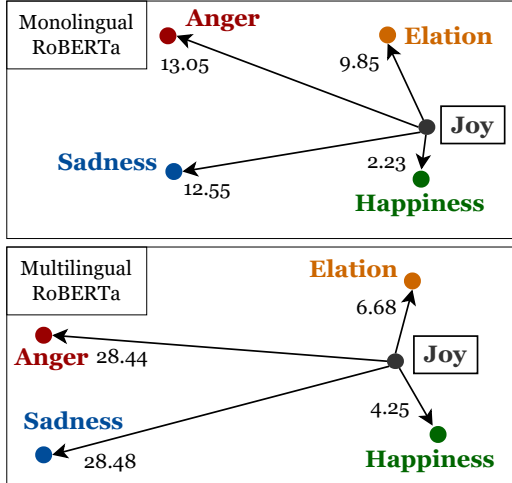 Monolingual
RoBERTa
Anger
13.05
Elation
9.85
Joy
2.23
Sadness
12.55
Happiness
Multilingual
RoBERTa
Elation
6.68
Anger
28.44
Joy
4.25
Sadness
28.48
Happiness